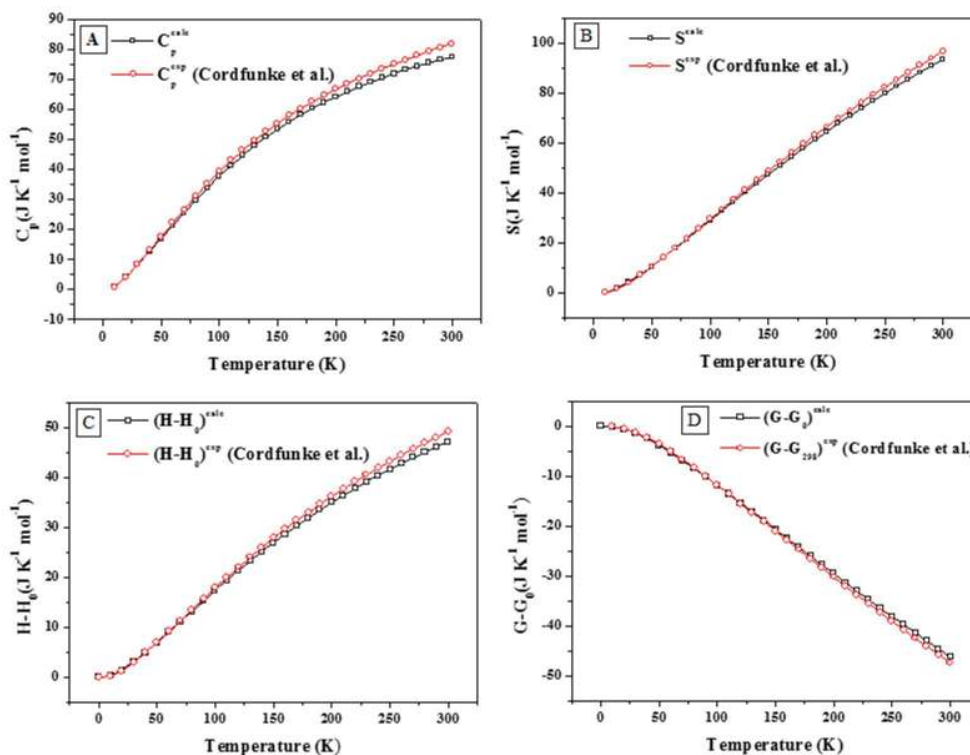 A
C_p^calc
C_p^exp (Cordfunke et al.)
90
80
70
60
50
40
30
20
10
0
-10
C_p(J K^-1 mol^-1)
0 50 100 150 200 250 300
Temperature (K)
B
S^calc
S^exp (Cordfunke et al.)
100
80
60
40
20
0
S(J K^-1 mol^-1)
0 50 100 150 200 250 300
Temperature (K)
C
(H-H_0)^calc
(H-H_0)^exp (Cordfunke et al.)
50
40
30
20
10
0
H-H_0(J K^-1 mol^-1)
0 50 100 150 200 250 300
Temperature (K)
D
(G-G_0)^calc
(G-G_298)^exp (Cordfunke et al.)
0
-10
-20
-30
-40
-50
G-G_0(J K^-1 mol^-1)
0 50 100 150 200 250 300
Temperature (K)